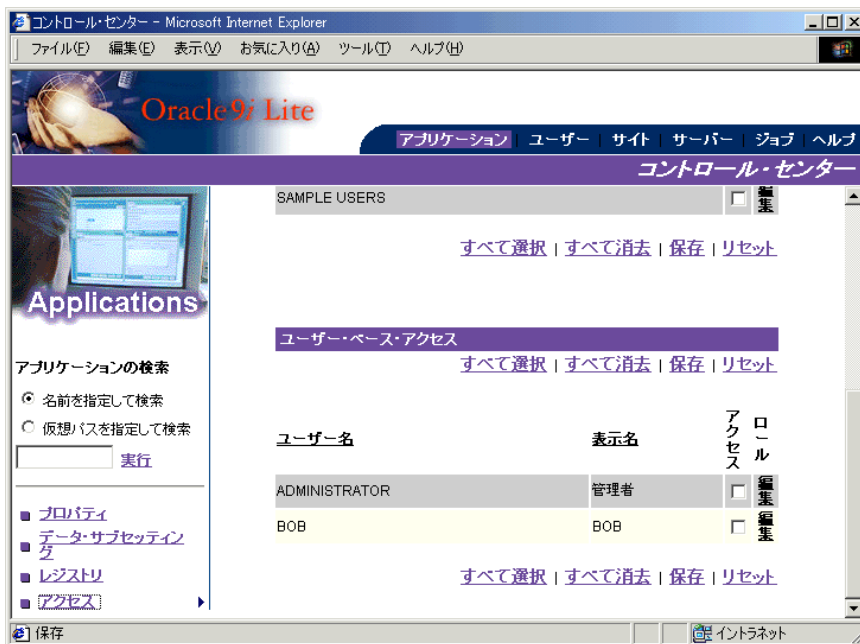 コントロール・センター - Microsoft Internet Explorer
ファイル(F) 編集(E) 表示(V) お気に入り(A) ツール(T) ヘルプ(H)
Oracle9i Lite
アプリケーション ユーザー サイト サーバー ジョブ ヘルプ
コントロール・センター
Applications
アプリケーションの検索
名前を指定して検索
仮想パスを指定して検索
実行
プロパティ
データ・サブセッティン
グ
レジストリ
アクセス
SAMPLE USERS 編集
すべて選択 | すべて消去 | 保存 | リセット
ユーザー・ベース・アクセス
すべて選択 | すべて消去 | 保存 | リセット
ユーザー名 表示名 アクセス ロール
ADMINISTRATOR 管理者 編集
BOB BOB 編集
すべて選択 | すべて消去 | 保存 | リセット
保存 イントラネット